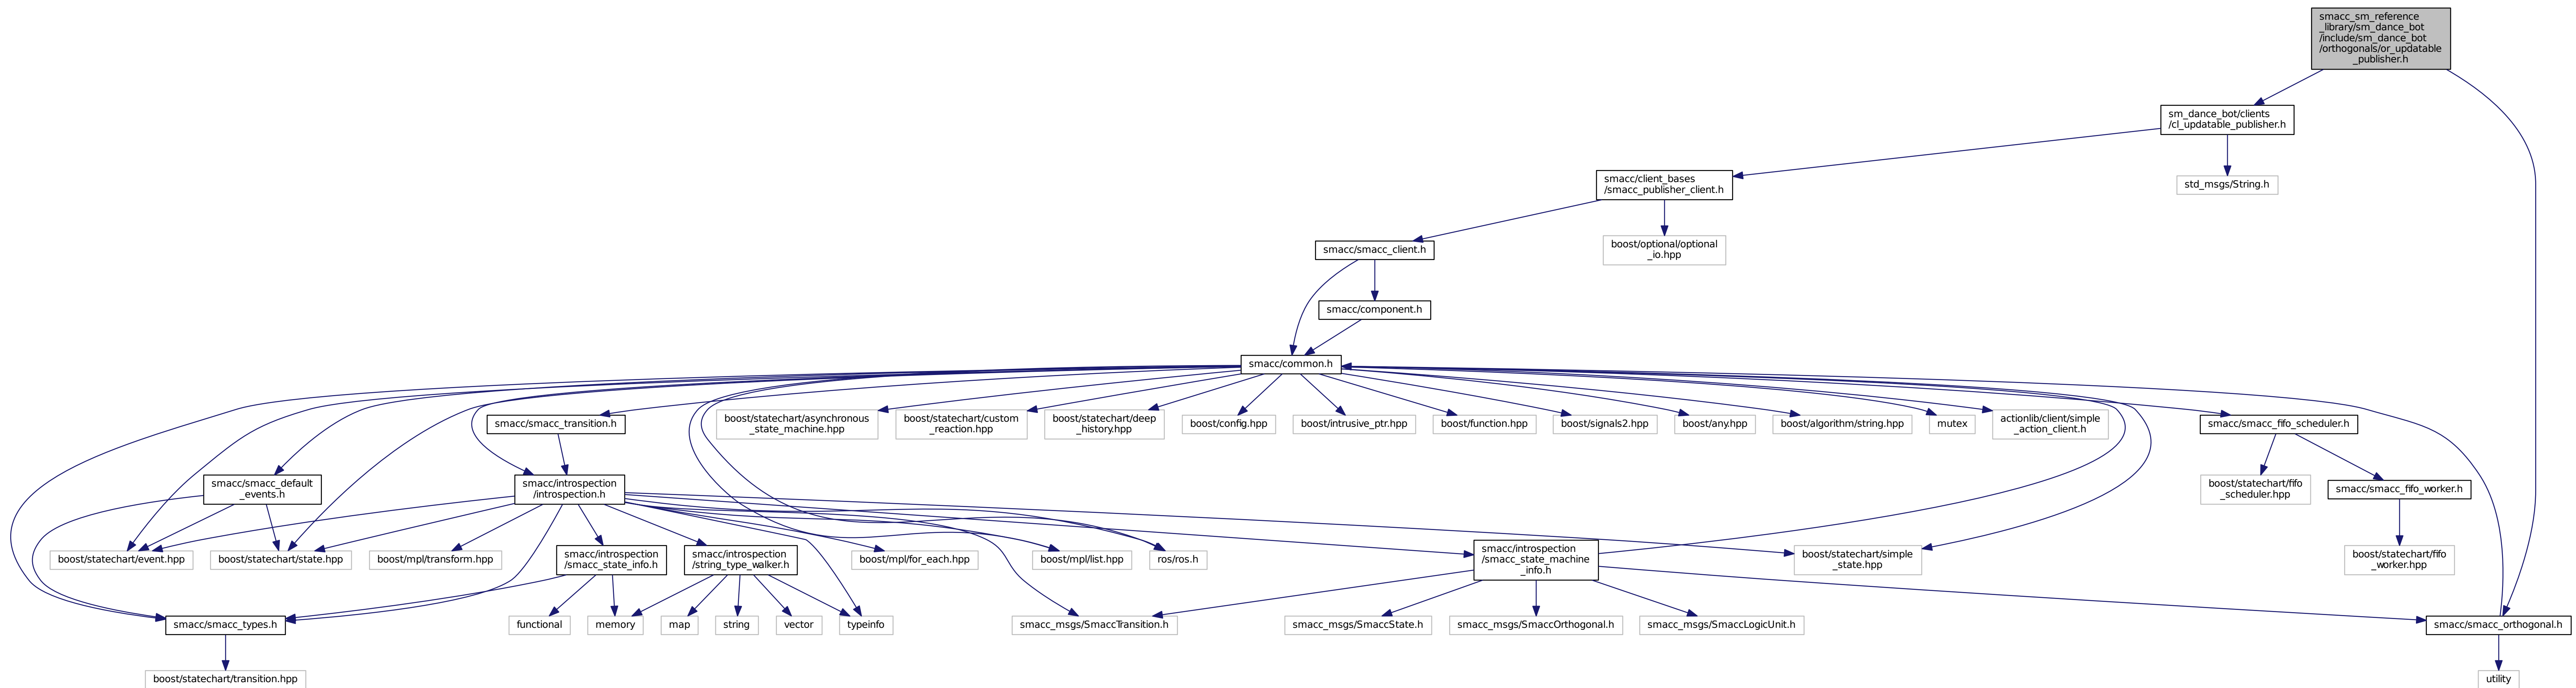 smacc_sm_reference
_library/sm_dance_bot
/include/sm_dance_bot
/orthogonals/or_updatable
_publisher.h
sm_dance_bot/clients
/cl_updatable_publisher.h
smacc/client_bases
/smacc_publisher_client.h
std_msgs/String.h
smacc/smacc_client.h
boost/optional/optional
_io.hpp
smacc/component.h
smacc/common.h
smacc/smacc_transition.h
boost/statechart/asynchronous
_state_machine.hpp
boost/statechart/custom
_reaction.hpp
boost/statechart/deep
_history.hpp
boost/config.hpp
boost/intrusive_ptr.hpp
boost/function.hpp
boost/signals2.hpp
boost/any.hpp
boost/algorithm/string.hpp
mutex
actionlib/client/simple
_action_client.h
smacc/smacc_fifo_scheduler.h
smacc/smacc_default
_events.h
smacc/introspection
/introspection.h
boost/statechart/fifo
_scheduler.hpp
smacc/smacc_fifo_worker.h
boost/statechart/event.hpp
boost/statechart/state.hpp
boost/mpl/transform.hpp
smacc/introspection
/smacc_state_info.h
smacc/introspection
/string_type_walker.h
boost/mpl/for_each.hpp
boost/mpl/list.hpp
ros/ros.h
smacc/introspection
/smacc_state_machine
_info.h
boost/statechart/simple
_state.hpp
boost/statechart/fifo
_worker.hpp
smacc/smacc_types.h
functional
memory
map
string
vector
typeinfo
smacc_msgs/SmaccTransition.h
smacc_msgs/SmaccState.h
smacc_msgs/SmaccOrthogonal.h
smacc_msgs/SmaccLogicUnit.h
smacc/smacc_orthogonal.h
boost/statechart/transition.hpp
utility